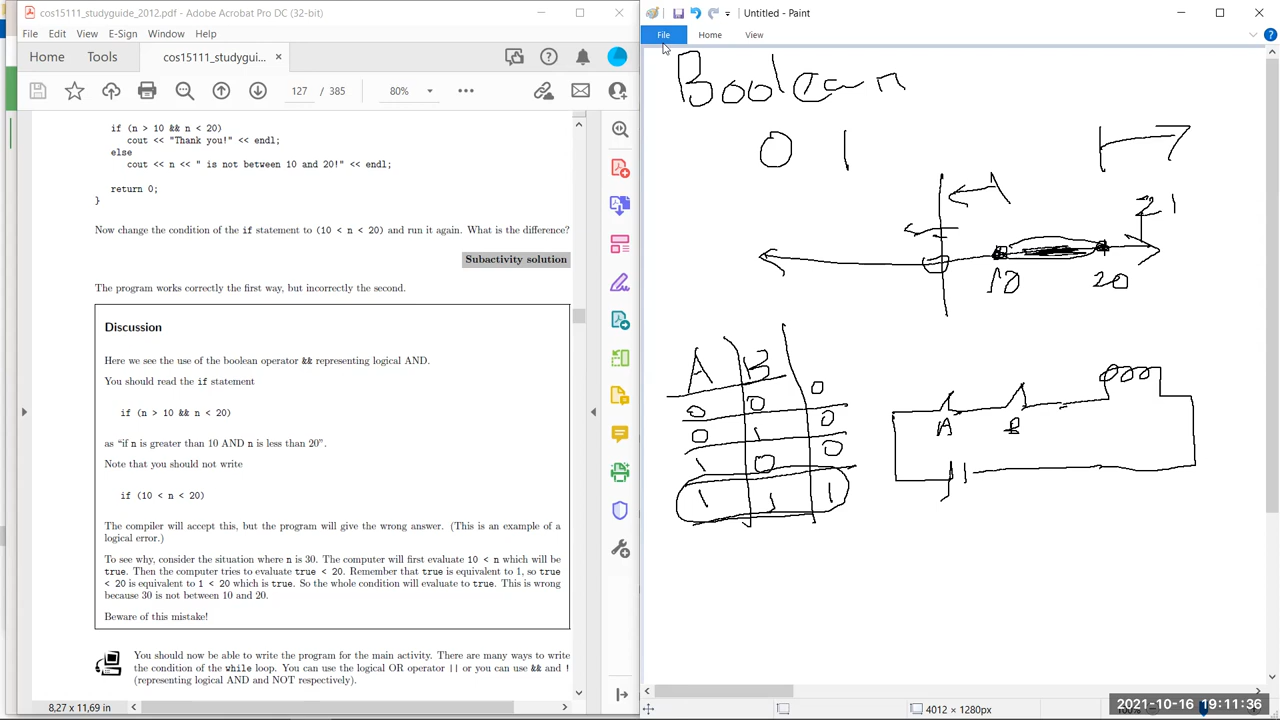 cos15111_studyguide_2012.pdf - Adobe Acrobat Pro DC (32-bit)
File Edit View E-Sign Window Help
Home Tools cos15111_studygui... ×
127 / 385 80%
if (n > 10 && n < 20)
cout << "Thank you!" << endl;
else
cout << n << " is not between 10 and 20!" << endl;
return 0;
}
Now change the condition of the if statement to (10 < n < 20) and run it again. What is the difference?
Subactivity solution
The program works correctly the first way, but incorrectly the second.
Discussion
Here we see the use of the boolean operator && representing logical AND.
You should read the if statement
if (n > 10 && n < 20)
as “if n is greater than 10 AND n is less than 20”.
Note that you should not write
if (10 < n < 20)
The compiler will accept this, but the program will give the wrong answer. (This is an example of a
logical error.)
To see why, consider the situation where n is 30. The computer will first evaluate 10 < n which will be
true. Then the computer tries to evaluate true < 20. Remember that true is equivalent to 1, so true
< 20 is equivalent to 1 < 20 which is true. So the whole condition will evaluate to true. This is wrong
because 30 is not between 10 and 20.
Beware of this mistake!
You should now be able to write the program for the main activity. There are many ways to write
the condition of the while loop. You can use the logical OR operator || or you can use && and !
(representing logical AND and NOT respectively).
8,27 x 11,69 in
Untitled - Paint
File Home View
Boolean
0 1
21
10 20
A B
0 0 0
0 1 0
1 0 0
1 1 1
A B
4012 × 1280px
2021-10-16 19:11:36